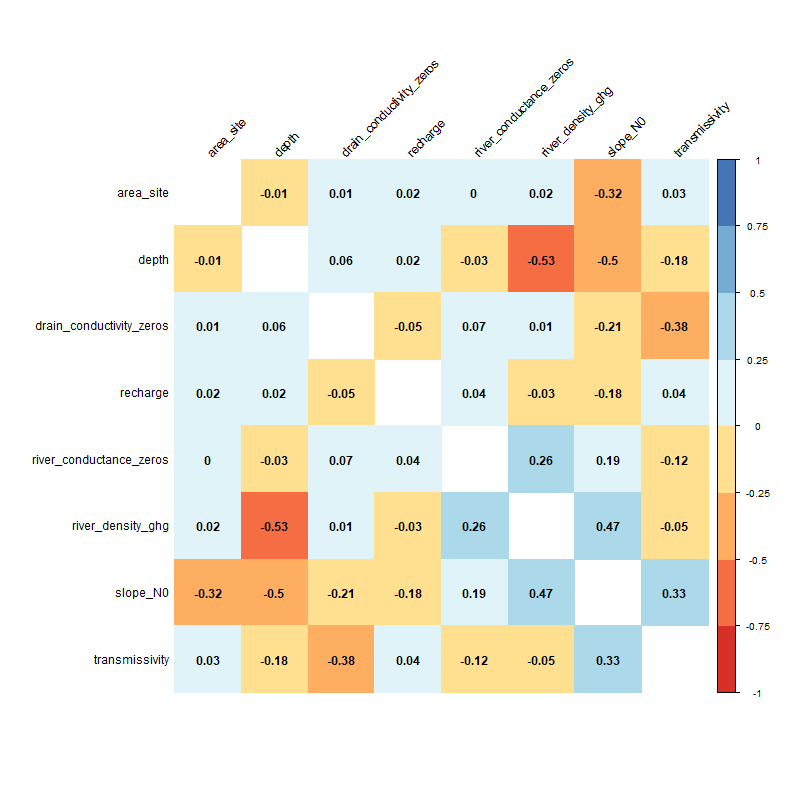 area_site depth drain_conductivity_zeros recharge river_conductance_zeros river_density_ghg slope_N0 transmissivity
area_site -0.01 0.01 0.02 0 0.02 -0.32 0.03
depth -0.01 0.06 0.02 -0.03 -0.53 -0.5 -0.18
drain_conductivity_zeros 0.01 0.06 -0.05 0.07 0.01 -0.21 -0.38
recharge 0.02 0.02 -0.05 0.04 -0.03 -0.18 0.04
river_conductance_zeros 0 -0.03 0.07 0.04 0.26 0.19 -0.12
river_density_ghg 0.02 -0.53 0.01 -0.03 0.26 0.47 -0.05
slope_N0 -0.32 -0.5 -0.21 -0.18 0.19 0.47 0.33
transmissivity 0.03 -0.18 -0.38 0.04 -0.12 -0.05 0.33
1
0.75
0.5
0.25
0
-0.25
-0.5
-0.75
-1